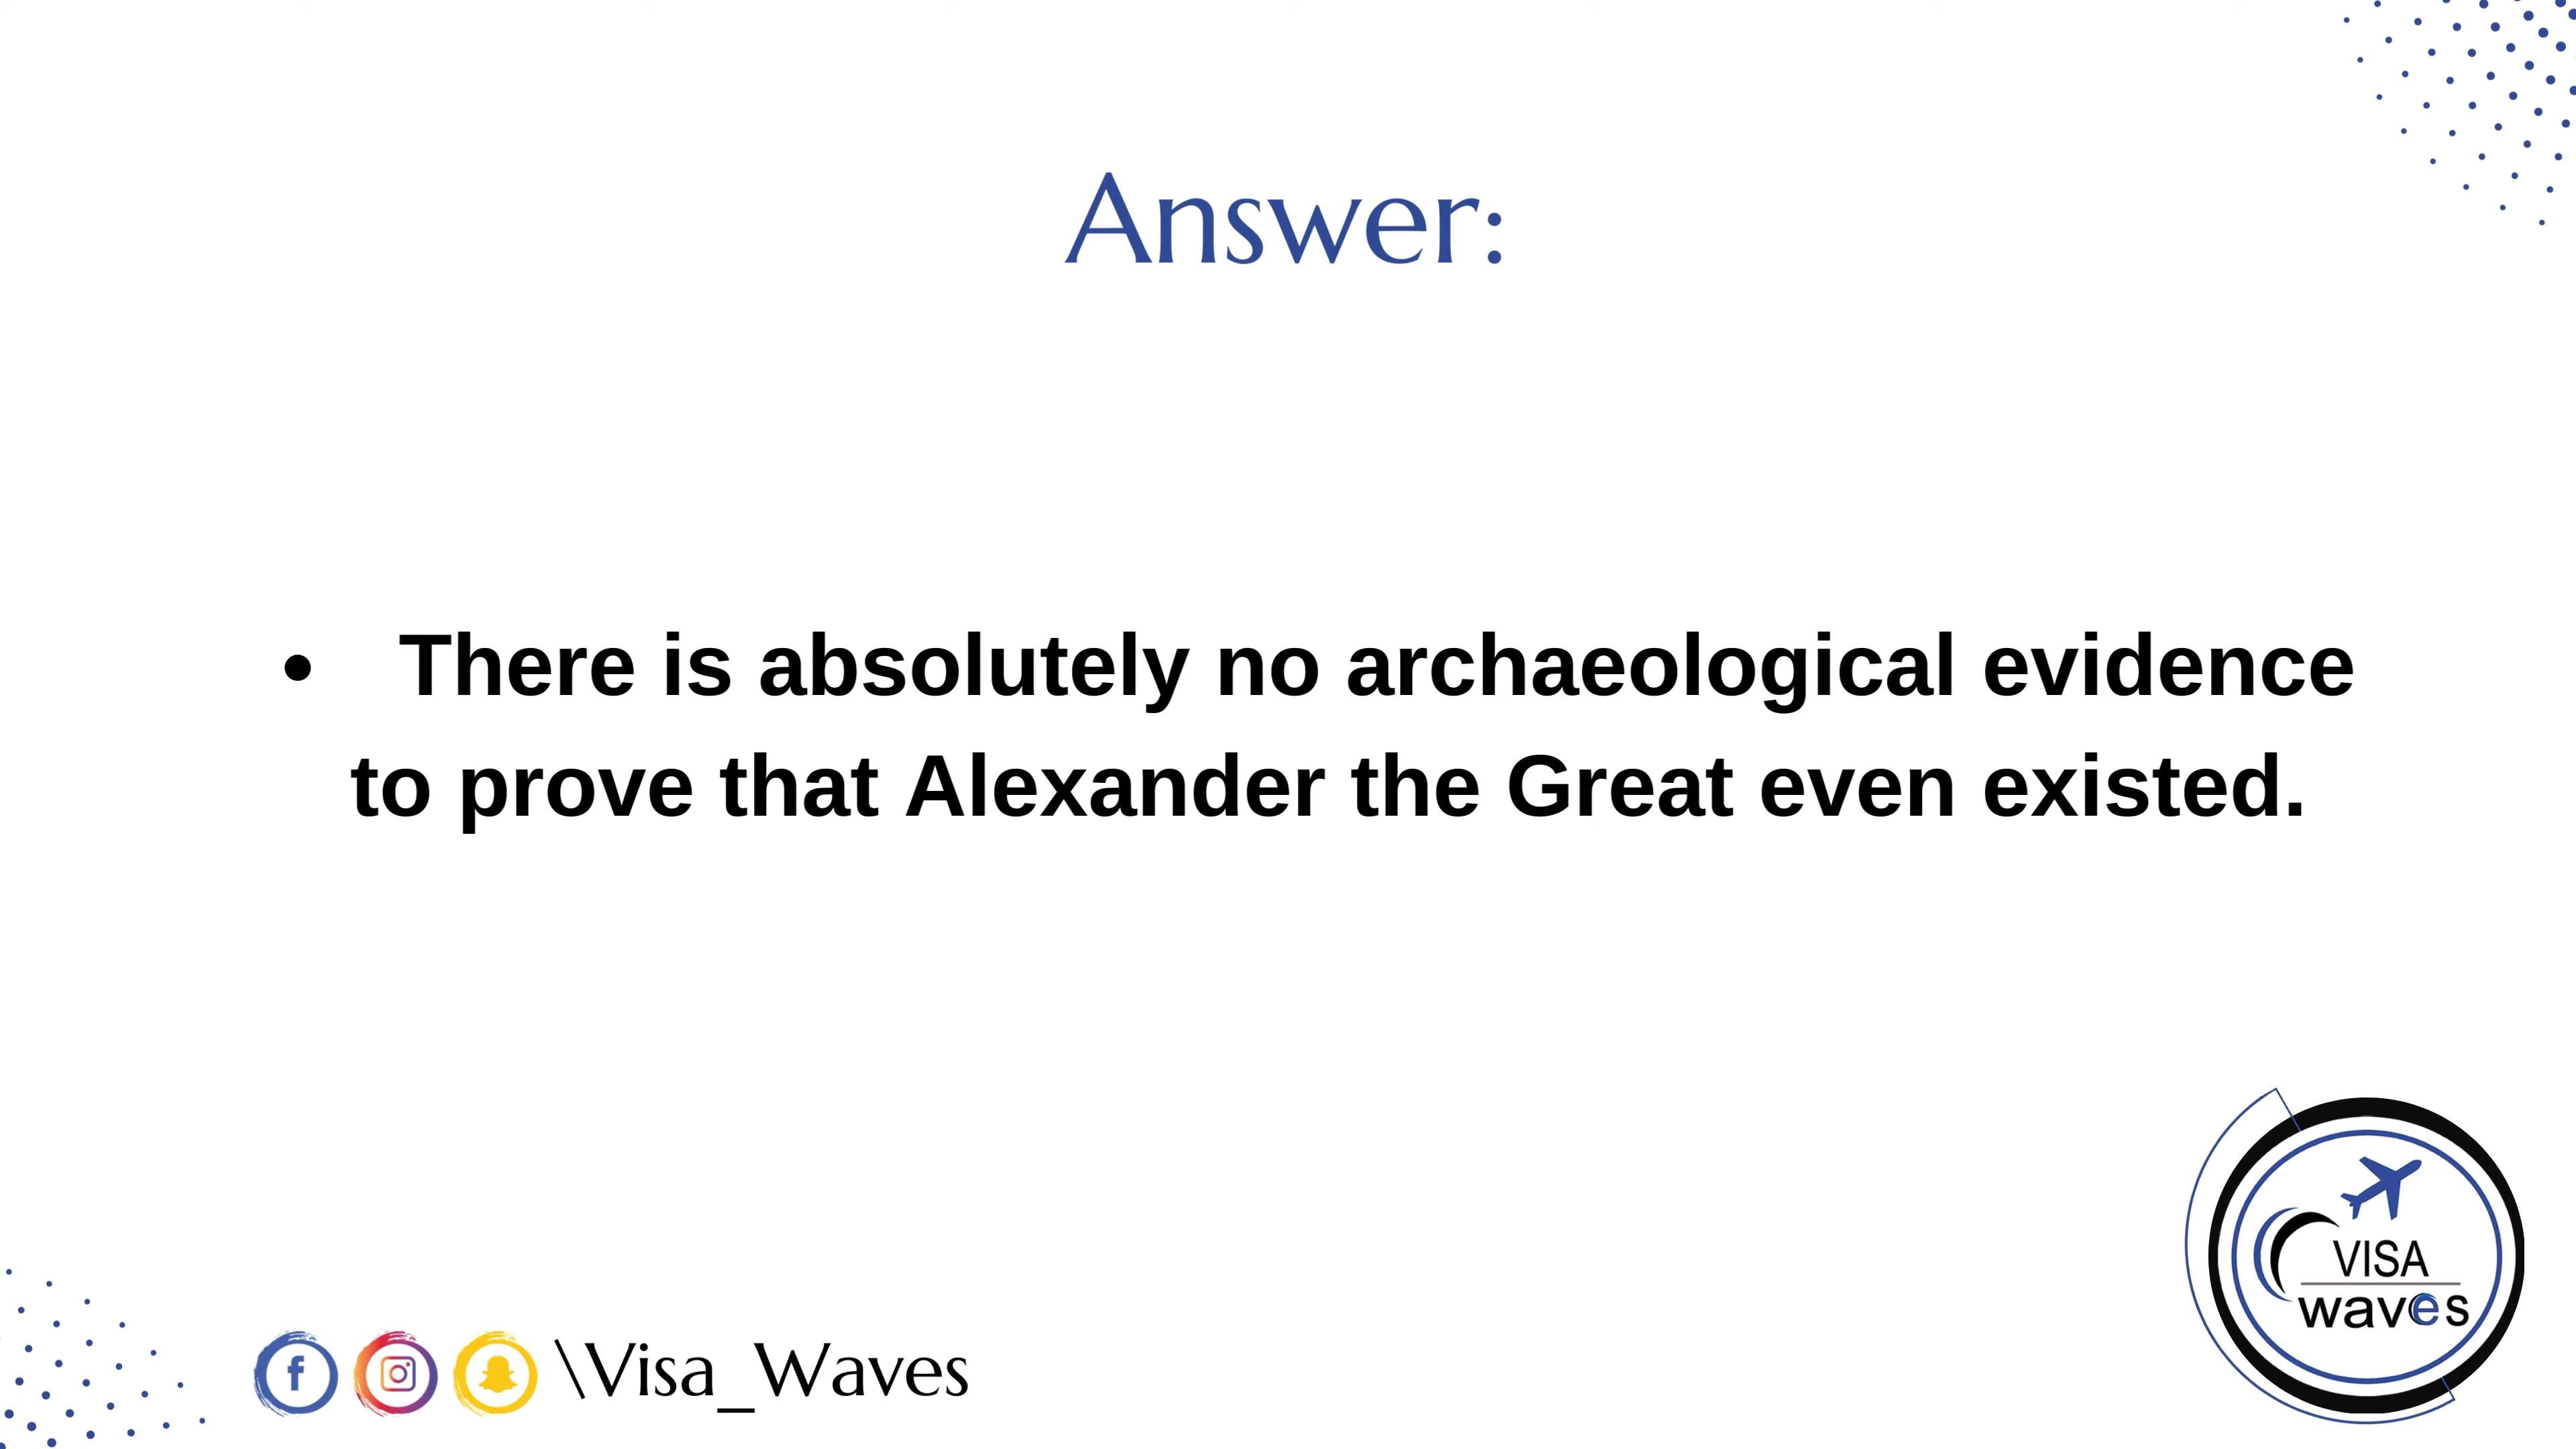 Answer:
• There is absolutely no archaeological evidence
to prove that Alexander the Great even existed.
VISA
waves
\Visa_Waves